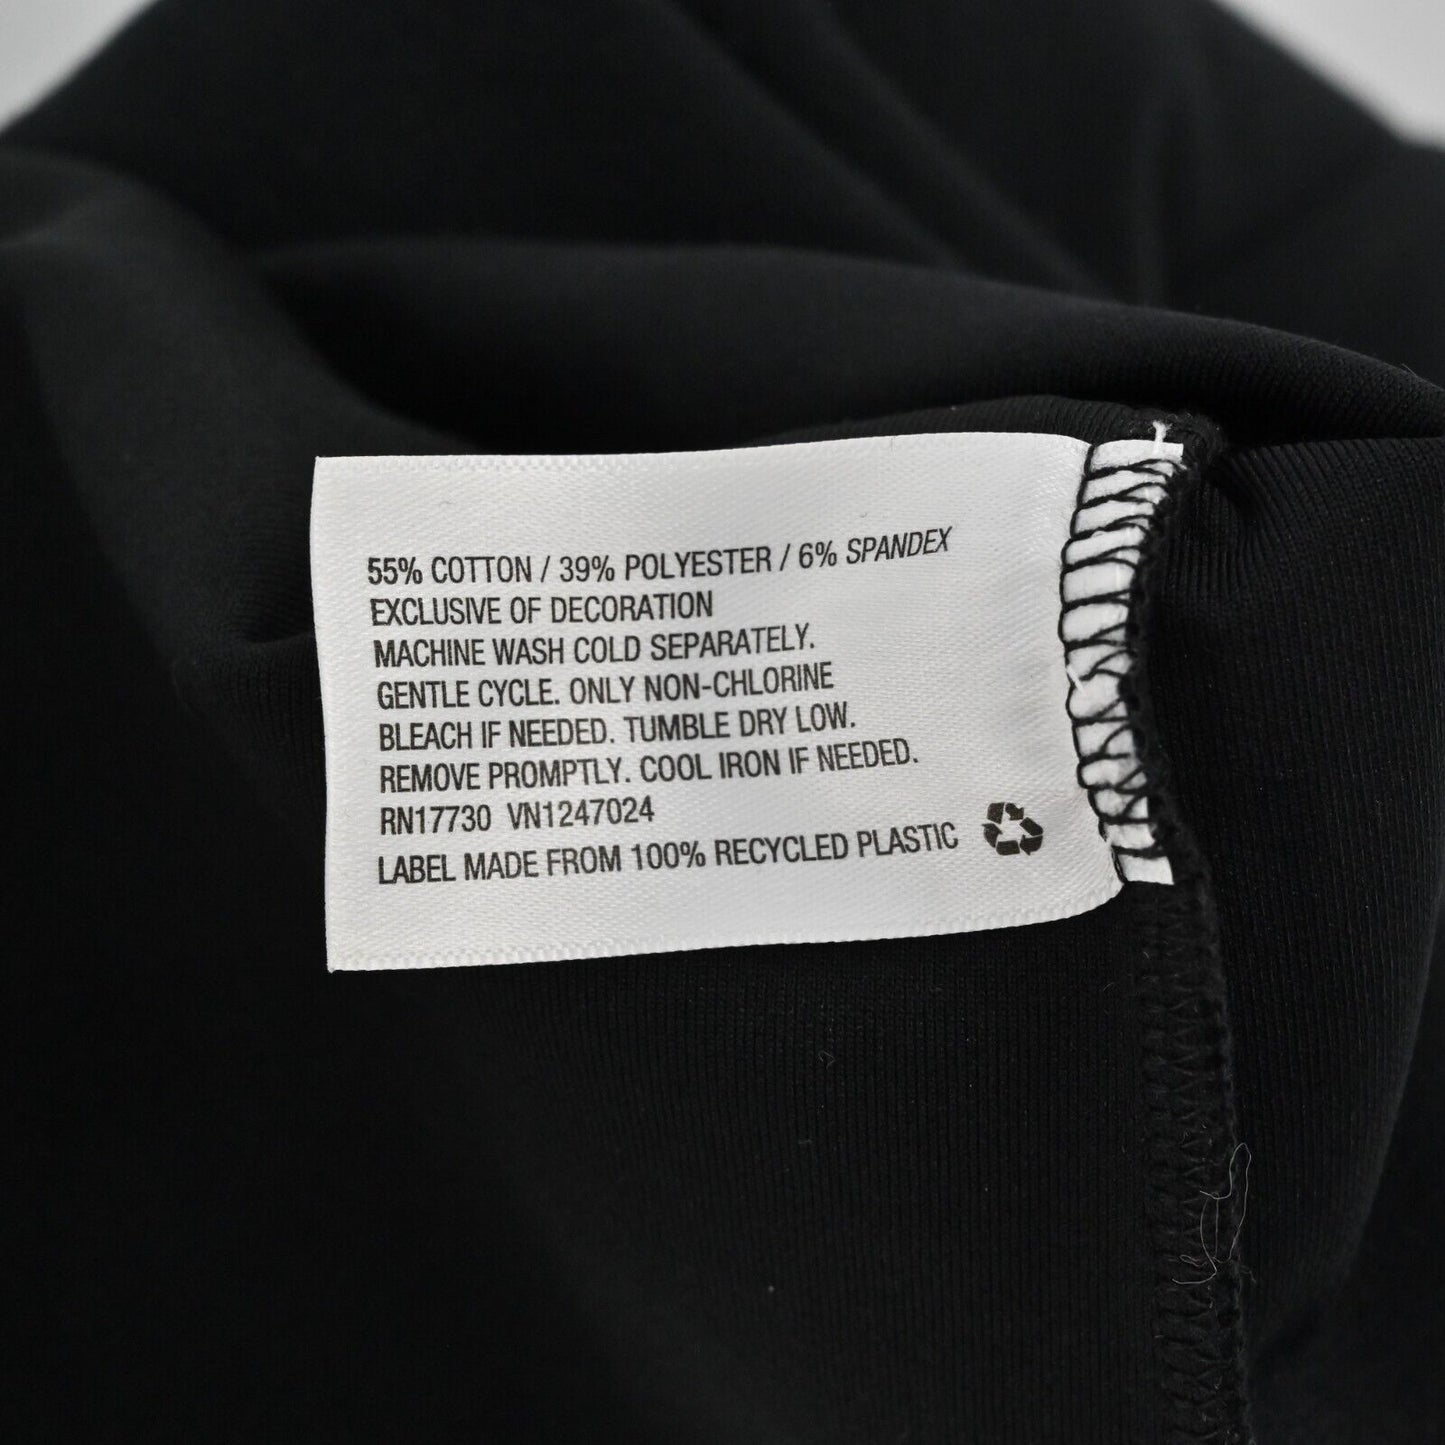 55% COTTON / 39% POLYESTER / 6% SPANDEX
EXCLUSIVE OF DECORATION
MACHINE WASH COLD SEPARATELY.
GENTLE CYCLE. ONLY NON-CHLORINE
BLEACH IF NEEDED. TUMBLE DRY LOW.
REMOVE PROMPTLY. COOL IRON IF NEEDED.
RN17730 VN1247024
LABEL MADE FROM 100% RECYCLED PLASTIC